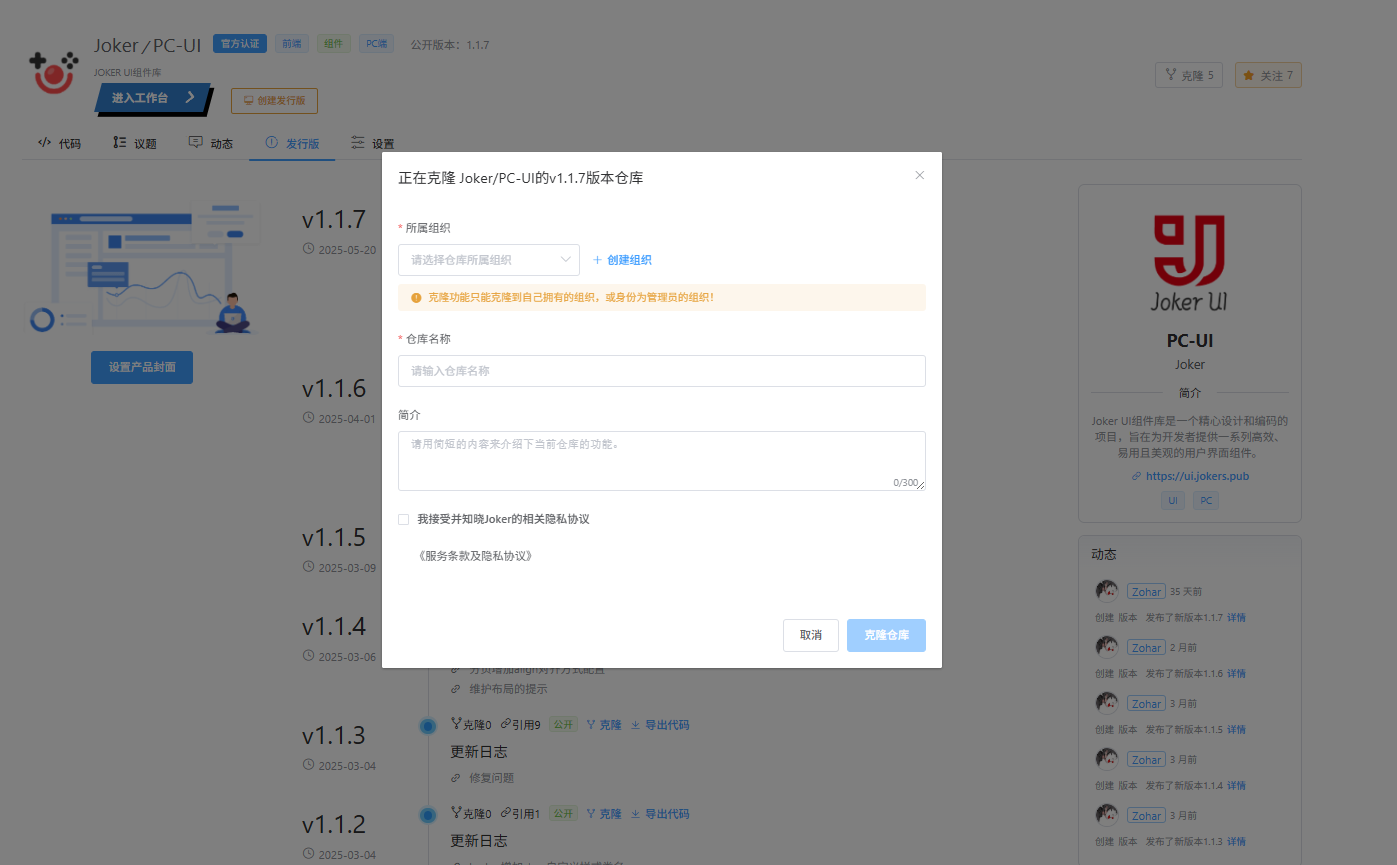 Joker / PC-UI 官方认证 前端 组件 PC端 公开版本：1.1.7
JOKER UI组件库
进入工作台 创建发行版
克隆 5 关注 7
代码 议题 动态 发行版 设置
设置产品封面
v1.1.7
2025-05-20
v1.1.6
2025-04-01
v1.1.5
2025-03-09
v1.1.4
2025-03-06
v1.1.3
2025-03-04
v1.1.2
2025-03-04
正在克隆 Joker/PC-UI的v1.1.7版本仓库
* 所属组织
请选择仓库所属组织 + 创建组织
克隆功能只能克隆到自己拥有的组织，或身份为管理员的组织！
* 仓库名称
请输入仓库名称
简介
请用简短的内容来介绍下当前仓库的功能。
0/300
我接受并知晓Joker的相关隐私协议
《服务条款及隐私协议》
取消 克隆仓库
维护布局的提示
克隆0 引用9 公开 克隆 导出代码
更新日志
修复问题
克隆0 引用1 公开 克隆 导出代码
更新日志
Joker UI
PC-UI
Joker
简介
Joker UI组件库是一个精心设计和编码的
项目，旨在为开发者提供一系列高效、
易用且美观的用户界面组件。
https://ui.jokers.pub
UI PC
动态
Zohar 35 天前
创建 版本 发布了新版本1.1.7 详情
Zohar 2 月前
创建 版本 发布了新版本1.1.6 详情
Zohar 3 月前
创建 版本 发布了新版本1.1.5 详情
Zohar 3 月前
创建 版本 发布了新版本1.1.4 详情
Zohar 3 月前
创建 版本 发布了新版本1.1.3 详情